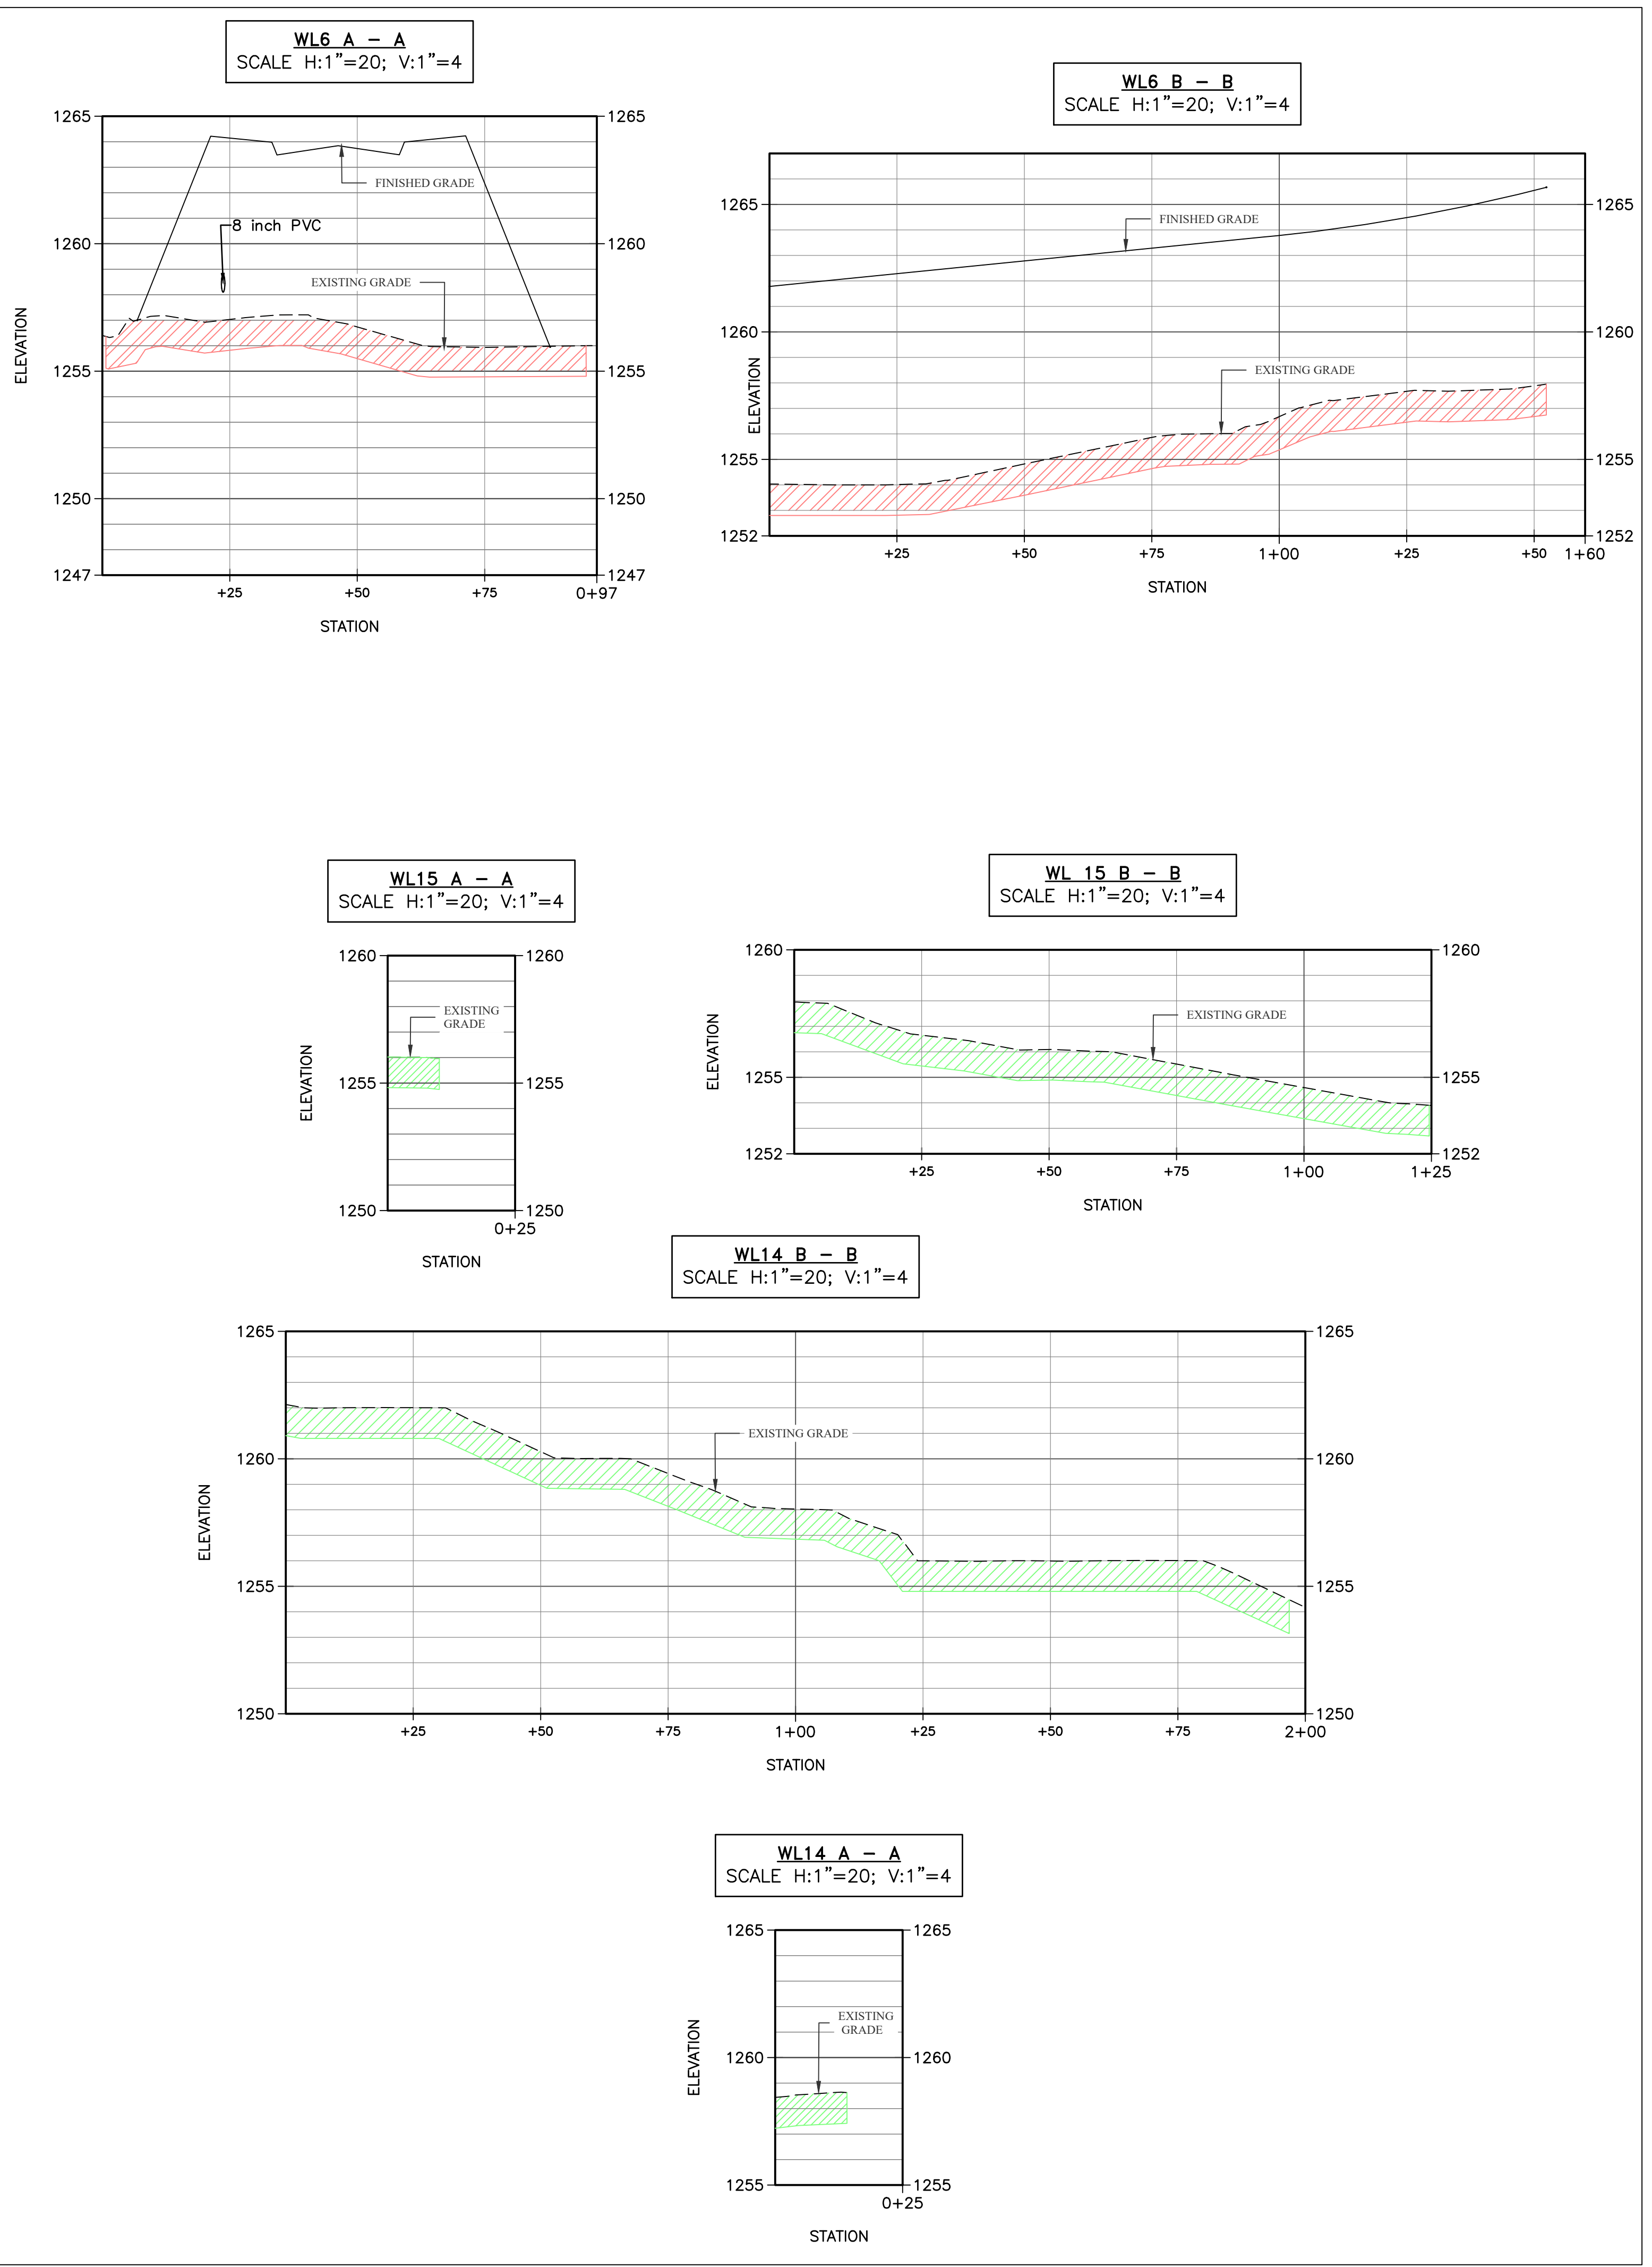 WL6 A – A
SCALE H:1”=20; V:1”=4
1265
1265
FINISHED GRADE
8 inch PVC
1260
1260
EXISTING GRADE
ELEVATION
1255
1255
1250
1250
1247
1247
+25
+50
+75
0+97
STATION
WL6 B – B
SCALE H:1”=20; V:1”=4
1265
1265
FINISHED GRADE
1260
1260
EXISTING GRADE
ELEVATION
1255
1255
1252
1252
+25
+50
+75
1+00
+25
+50
1+60
STATION
WL15 A – A
SCALE H:1”=20; V:1”=4
1260
1260
EXISTING
GRADE
ELEVATION
1255
1255
1250
1250
0+25
STATION
WL 15 B – B
SCALE H:1”=20; V:1”=4
1260
1260
EXISTING GRADE
ELEVATION
1255
1255
1252
1252
+25
+50
+75
1+00
1+25
STATION
WL14 B – B
SCALE H:1”=20; V:1”=4
1265
1265
EXISTING GRADE
1260
1260
ELEVATION
1255
1255
1250
1250
+25
+50
+75
1+00
+25
+50
+75
2+00
STATION
WL14 A – A
SCALE H:1”=20; V:1”=4
1265
1265
EXISTING
GRADE
1260
1260
ELEVATION
1255
1255
0+25
STATION